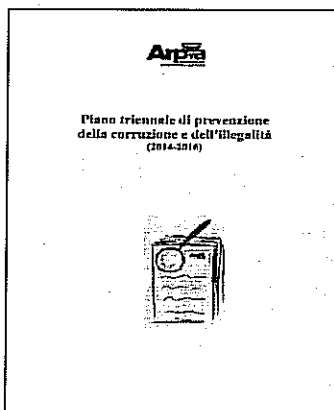 Arpa
Piano triennale di prevenzione
della corruzione e dell'illegalità
(2014-2016)